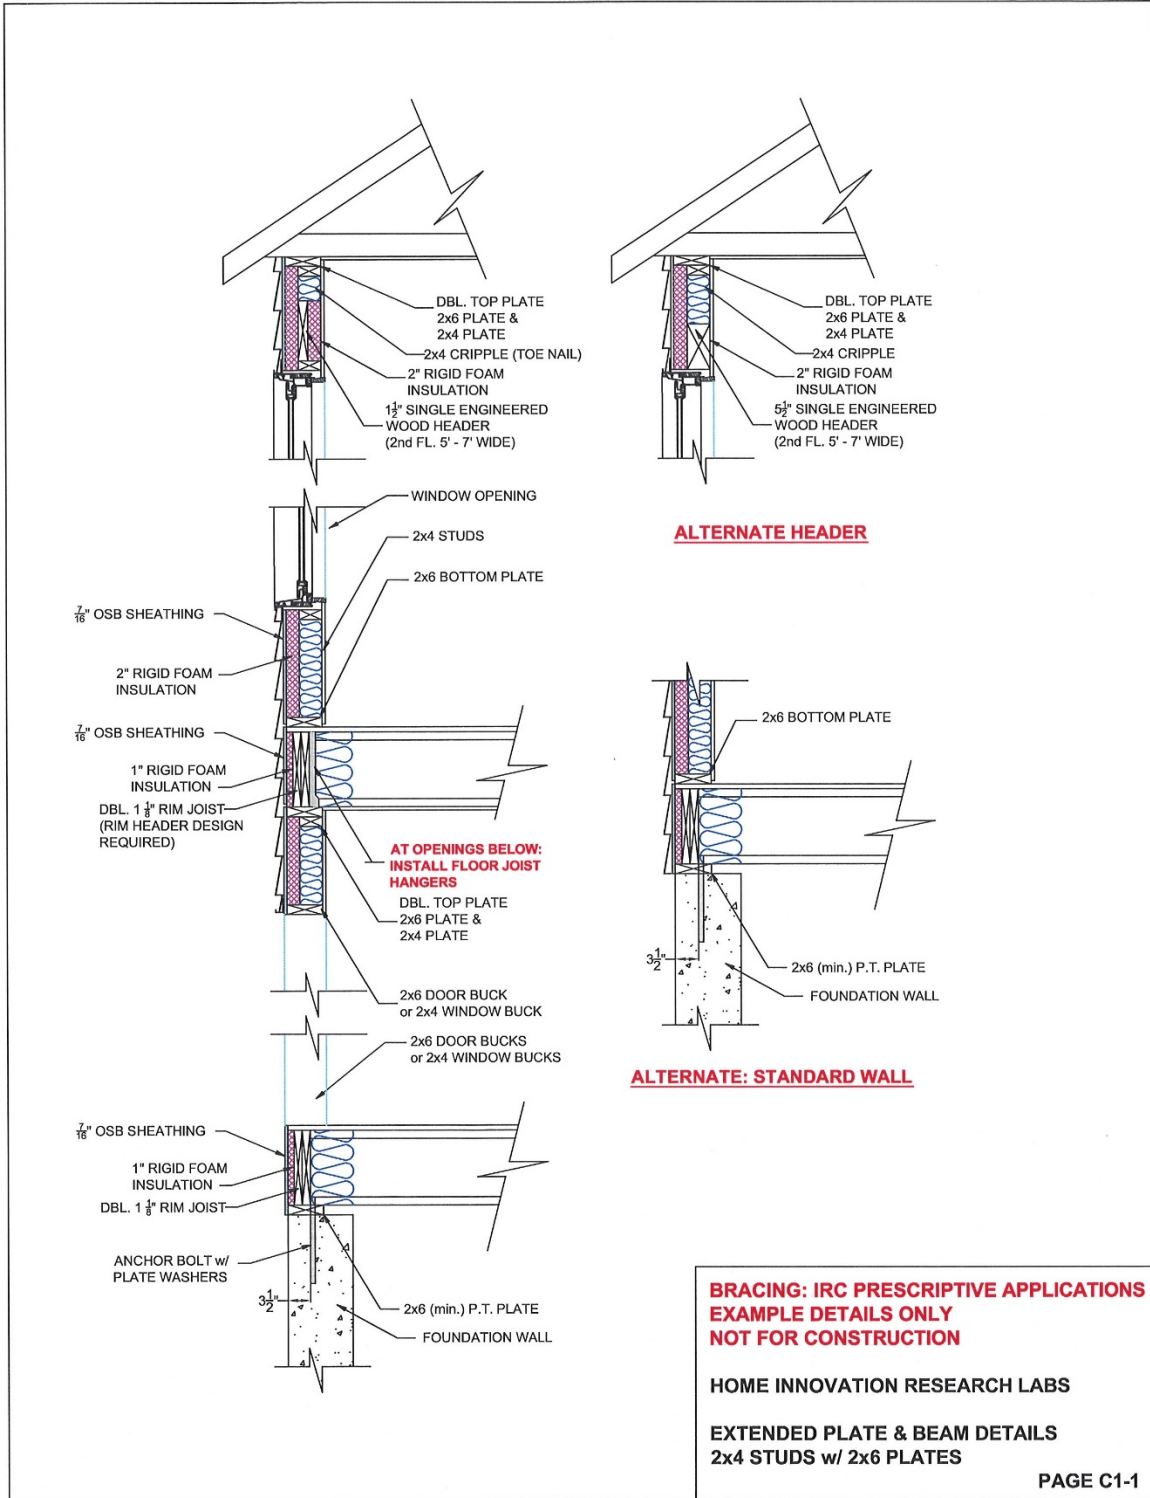 DBL. TOP PLATE
2x6 PLATE &
2x4 PLATE
2x4 CRIPPLE (TOE NAIL)
2" RIGID FOAM
INSULATION
1 1/2" SINGLE ENGINEERED
WOOD HEADER
(2nd FL. 5' - 7' WIDE)
DBL. TOP PLATE
2x6 PLATE &
2x4 PLATE
2x4 CRIPPLE
2" RIGID FOAM
INSULATION
5 1/2" SINGLE ENGINEERED
WOOD HEADER
(2nd FL. 5' - 7' WIDE)
ALTERNATE HEADER
WINDOW OPENING
2x4 STUDS
2x6 BOTTOM PLATE
7/16" OSB SHEATHING
2" RIGID FOAM
INSULATION
7/16" OSB SHEATHING
1" RIGID FOAM
INSULATION
DBL. 1 1/8" RIM JOIST
(RIM HEADER DESIGN
REQUIRED)
AT OPENINGS BELOW:
INSTALL FLOOR JOIST
HANGERS
DBL. TOP PLATE
2x6 PLATE &
2x4 PLATE
2x6 DOOR BUCK
or 2x4 WINDOW BUCK
2x6 DOOR BUCKS
or 2x4 WINDOW BUCKS
2x6 BOTTOM PLATE
3 1/2"
2x6 (min.) P.T. PLATE
FOUNDATION WALL
ALTERNATE: STANDARD WALL
7/16" OSB SHEATHING
1" RIGID FOAM
INSULATION
DBL. 1 1/8" RIM JOIST
ANCHOR BOLT w/
PLATE WASHERS
3 1/2"
2x6 (min.) P.T. PLATE
FOUNDATION WALL
BRACING: IRC PRESCRIPTIVE APPLICATIONS
EXAMPLE DETAILS ONLY
NOT FOR CONSTRUCTION
HOME INNOVATION RESEARCH LABS
EXTENDED PLATE & BEAM DETAILS
2x4 STUDS w/ 2x6 PLATES
PAGE C1-1